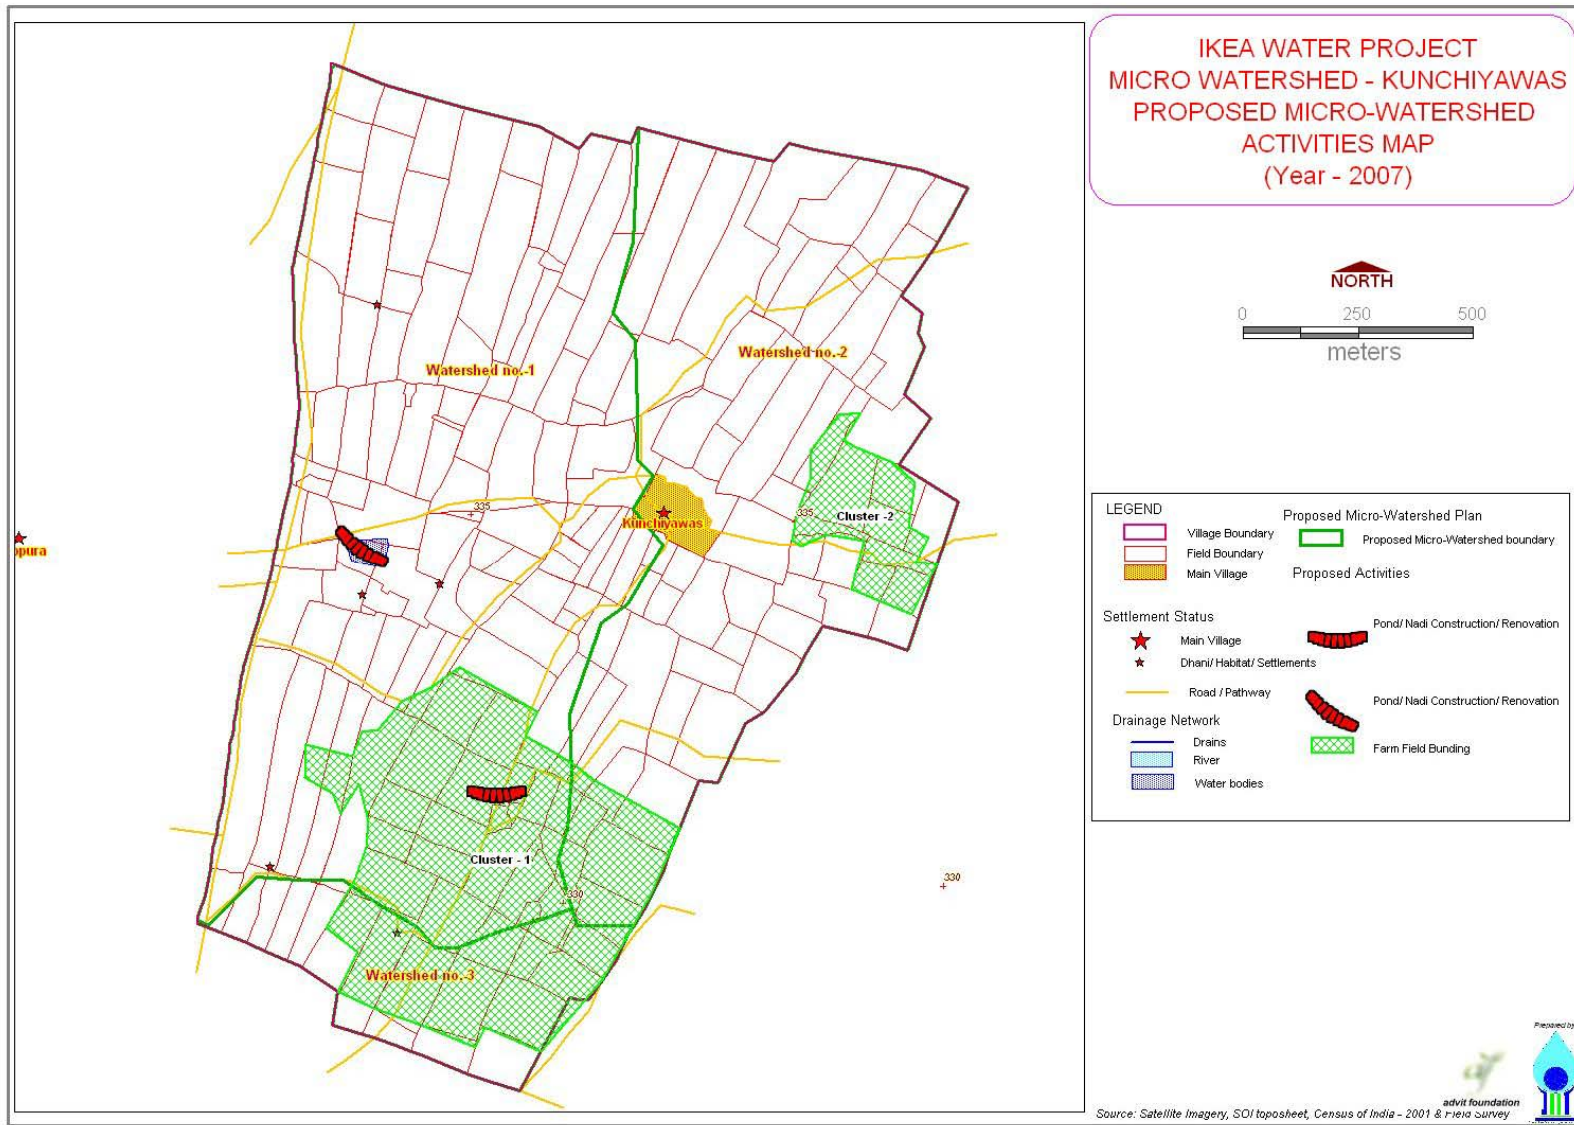 IKEA WATER PROJECT
MICRO WATERSHED - KUNCHIYAWAS
PROPOSED MICRO-WATERSHED
ACTIVITIES MAP
(Year - 2007)
NORTH
0 250 500
meters
Watershed no.-1
Watershed no.-2
335
Kunchiyawas
335
Cluster -2
opura
Cluster - 1
330
330
Watershed no.-3
LEGEND
Village Boundary
Field Boundary
Main Village
Proposed Micro-Watershed Plan
Proposed Micro-Watershed boundary
Proposed Activities
Settlement Status
Main Village
Dhani/ Habitat/ Settlements
Road / Pathway
Pond/ Nadi Construction/ Renovation
Pond/ Nadi Construction/ Renovation
Farm Field Bunding
Drainage Network
Drains
River
Water bodies
Prepared by
advit foundation
Source: Satellite Imagery, SOI toposheet, Census of India - 2001 & Field Survey